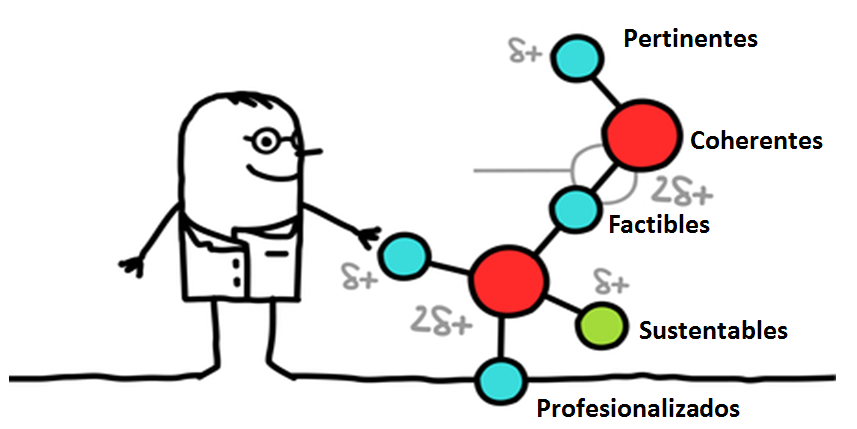 δ+ Pertinentes
Coherentes
2δ+
Factibles
δ+
δ+
2δ+
Sustentables
Profesionalizados